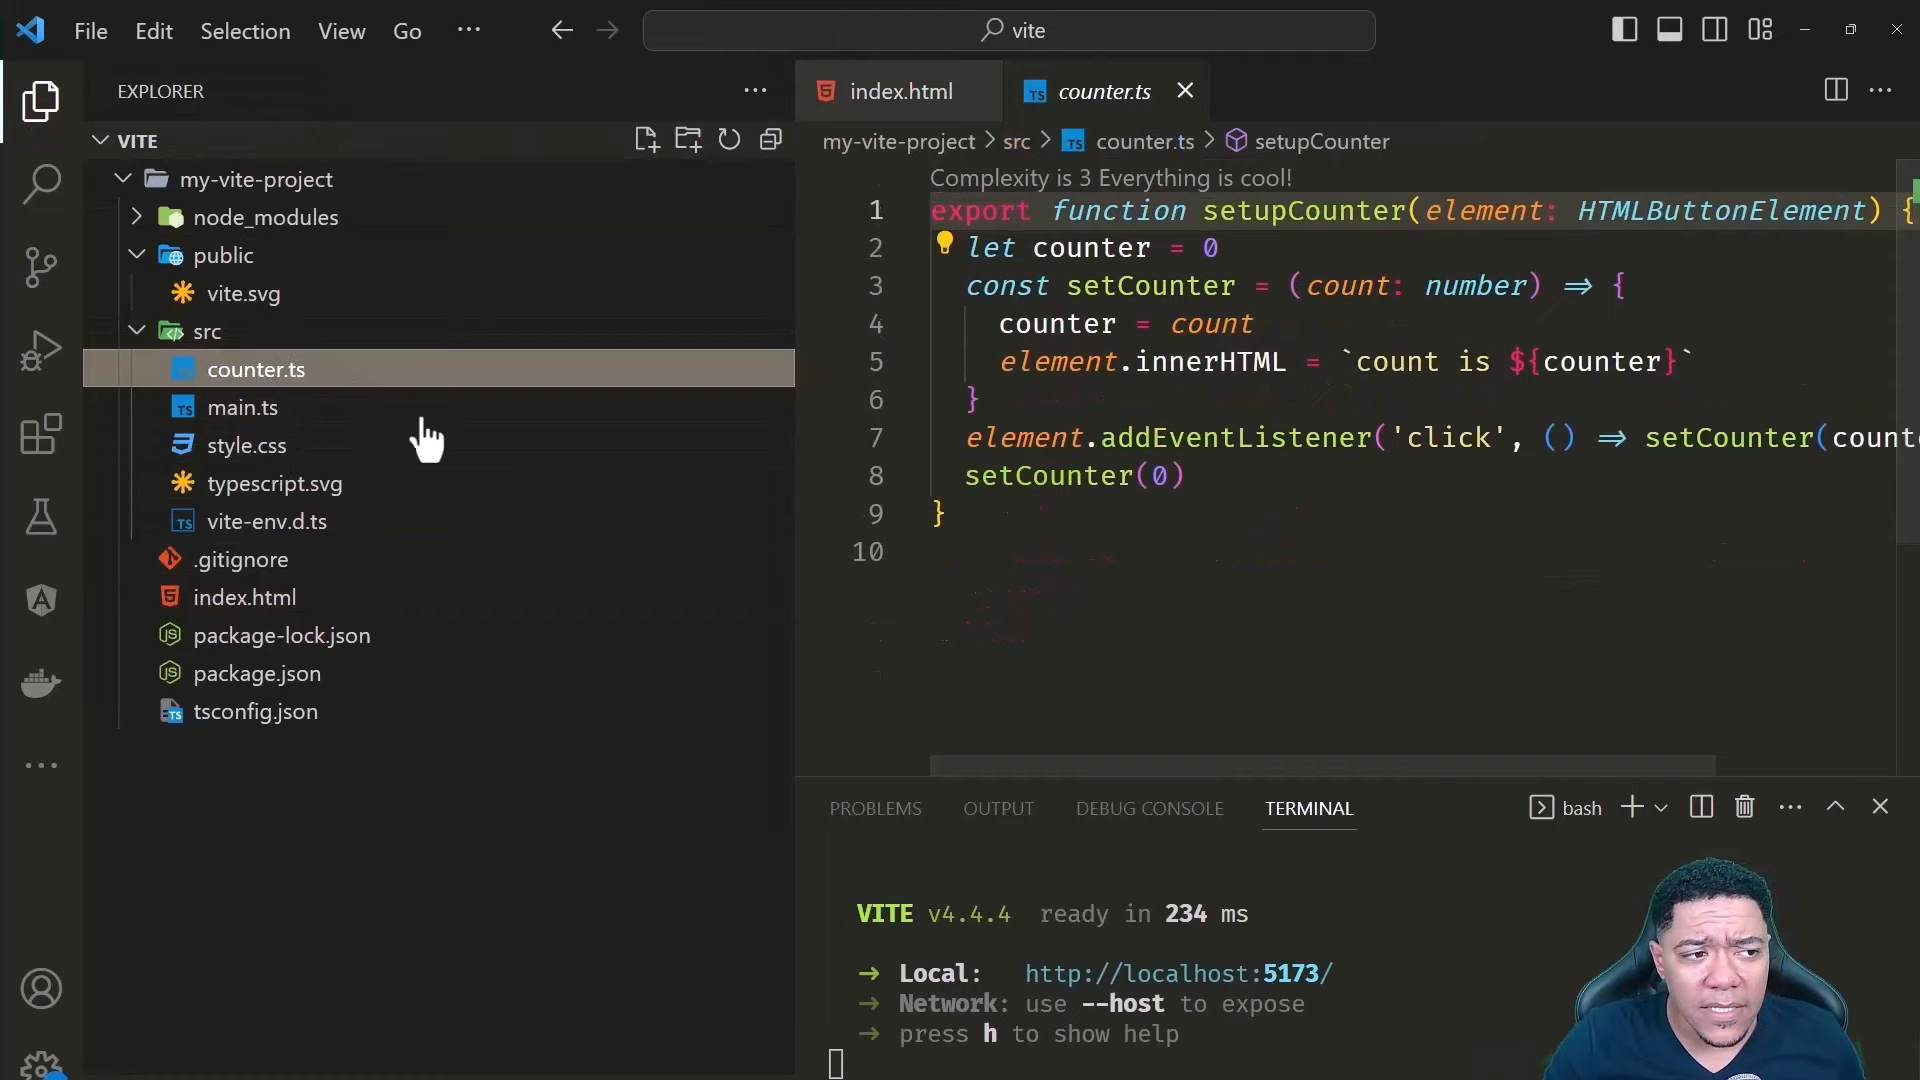 File Edit Selection View Go
vite
EXPLORER
VITE
my-vite-project
node_modules
public
vite.svg
src
counter.ts
TS main.ts
style.css
typescript.svg
TS vite-env.d.ts
.gitignore
index.html
package-lock.json
package.json
TS tsconfig.json
index.html
TS counter.ts
my-vite-project > src > TS counter.ts > setupCounter
Complexity is 3 Everything is cool!
1 export function setupCounter(element: HTMLButtonElement) {
2 let counter = 0
3 const setCounter = (count: number) => {
4 counter = count
5 element.innerHTML = `count is ${counter}`
6 }
7 element.addEventListener('click', () => setCounter(count
8 setCounter(0)
9 }
10
PROBLEMS OUTPUT DEBUG CONSOLE TERMINAL
bash
VITE v4.4.4 ready in 234 ms
➜ Local: http://localhost:5173/
➜ Network: use --host to expose
➜ press h to show help